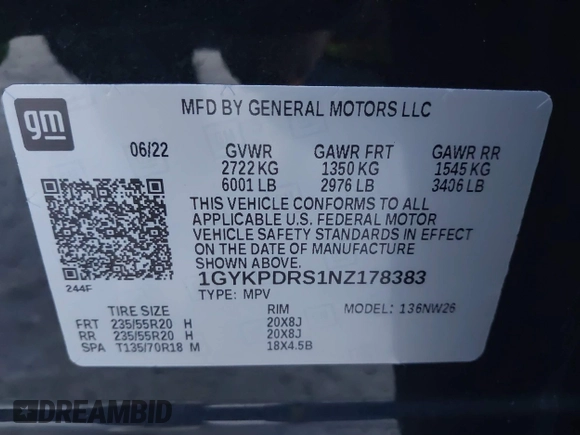 gm
MFD BY GENERAL MOTORS LLC
06/22 GVWR GAWR FRT GAWR RR
2722 KG 1350 KG 1545 KG
6001 LB 2976 LB 3406 LB
THIS VEHICLE CONFORMS TO ALL
APPLICABLE U.S. FEDERAL MOTOR
VEHICLE SAFETY STANDARDS IN EFFECT
ON THE DATE OF MANUFACTURE
SHOWN ABOVE.
1GYKPDRS1NZ178383
244F TYPE: MPV
TIRE SIZE RIM MODEL: 136NW26
FRT 235/55R20 H 20X8J
RR 235/55R20 H 20X8J
SPA T135/70R18 M 18X4.5B
DREAMBID